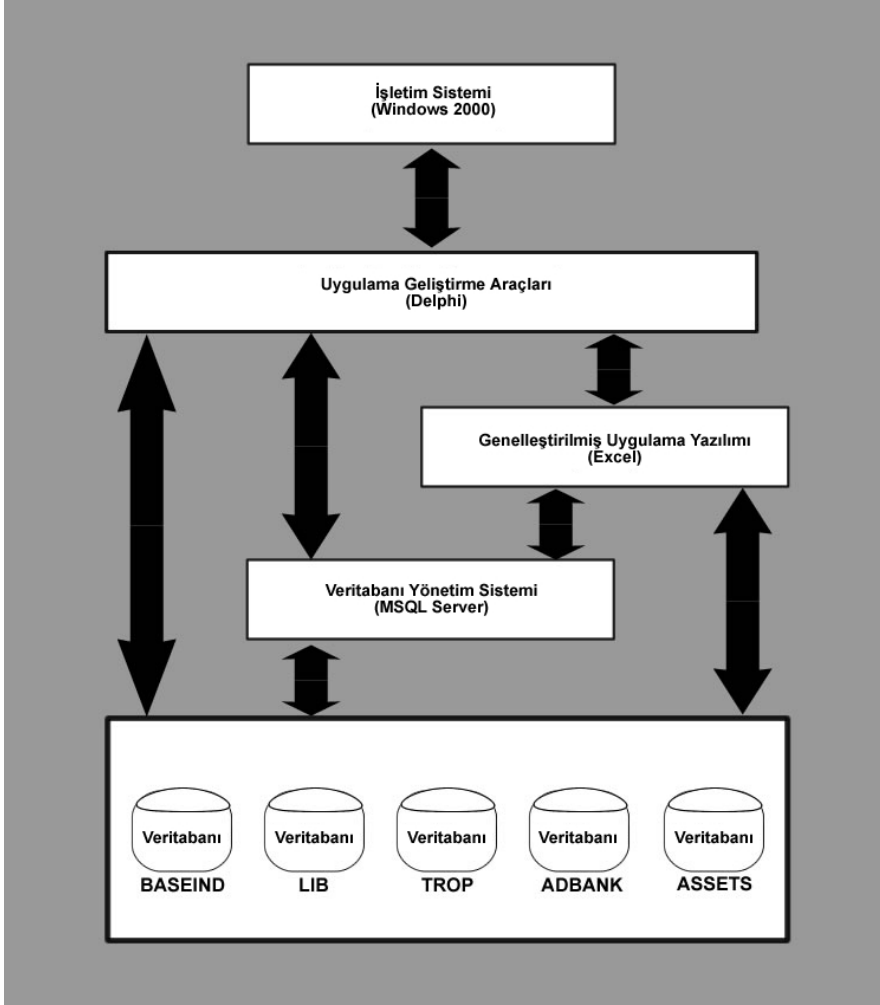 İşletim Sistemi
(Windows 2000)
Uygulama Geliştirme Araçları
(Delphi)
Genelleştirilmiş Uygulama Yazılımı
(Excel)
Veritabanı Yönetim Sistemi
(MSQL Server)
Veritabanı Veritabanı Veritabanı Veritabanı Veritabanı
BASEIND LIB TROP ADBANK ASSETS